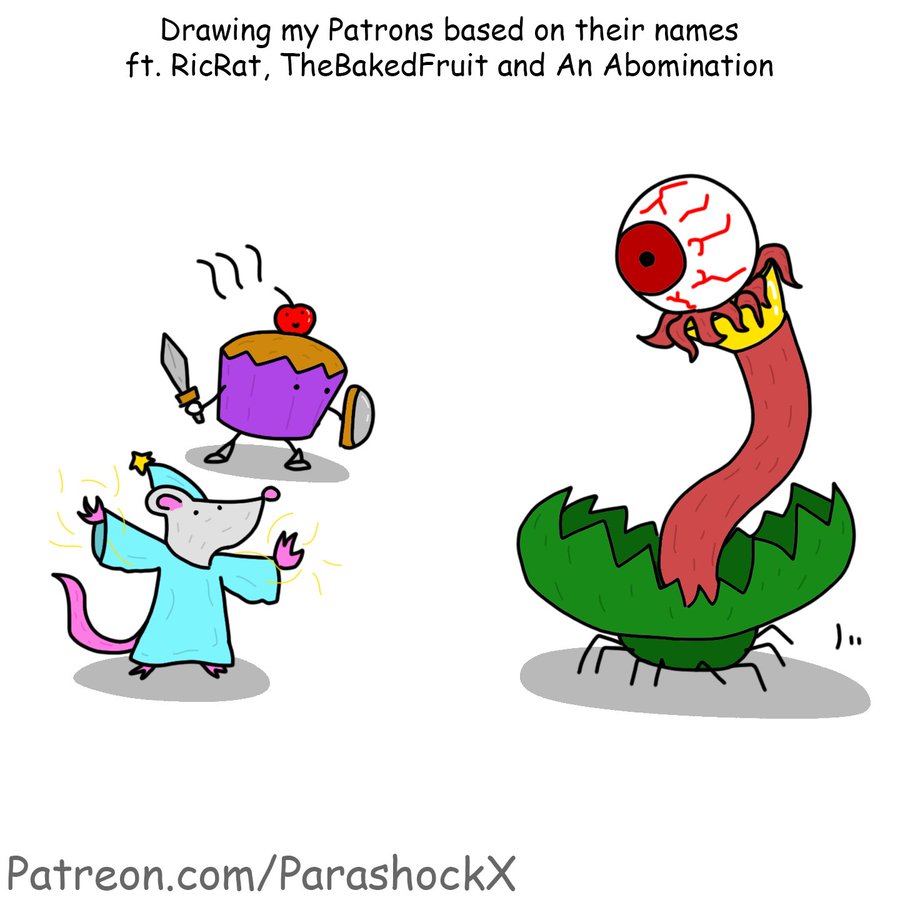 Drawing my Patrons based on their names
ft. RicRat, TheBakedFruit and An Abomination
Patreon.com/ParashockX